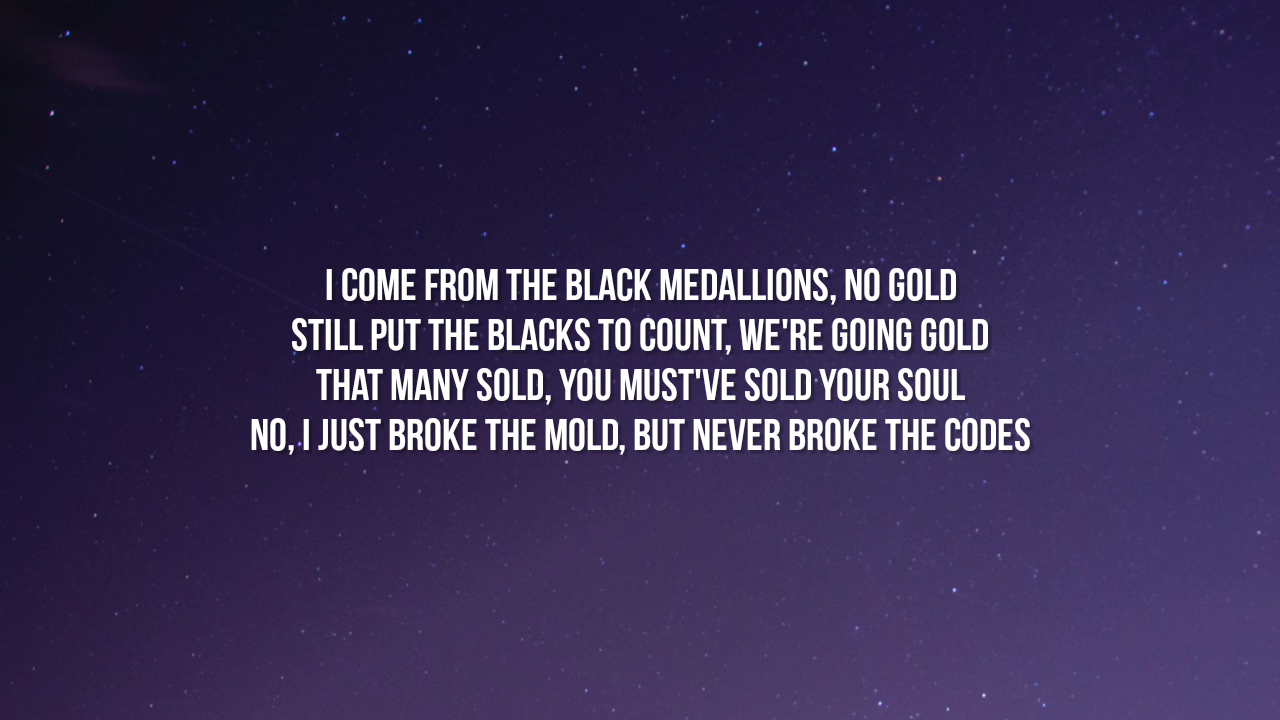 I COME FROM THE BLACK MEDALLIONS, NO GOLD
STILL PUT THE BLACKS TO COUNT, WE'RE GOING GOLD
THAT MANY SOLD, YOU MUST'VE SOLD YOUR SOUL
NO, I JUST BROKE THE MOLD, BUT NEVER BROKE THE CODES